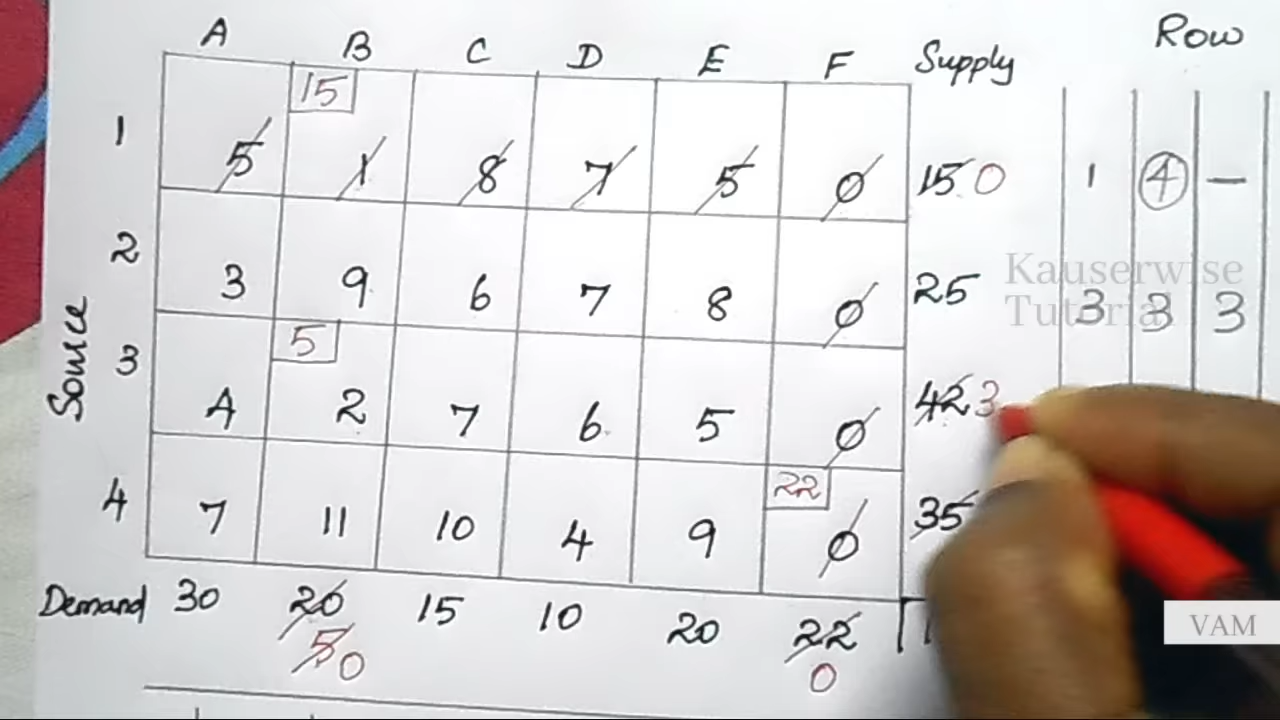 A B C D E F Supply Row
15
1 5 1 8 7 5 0 15 0 1 4 —
2 3 9 6 7 8 0 25 3 3 3
Kauserwise
Tutorial
5
Source
3 4 2 7 6 5 0 42 3
22
4 7 11 10 4 9 0 35
Demand 30 20 15 10 20 22
5 0 0
VAM